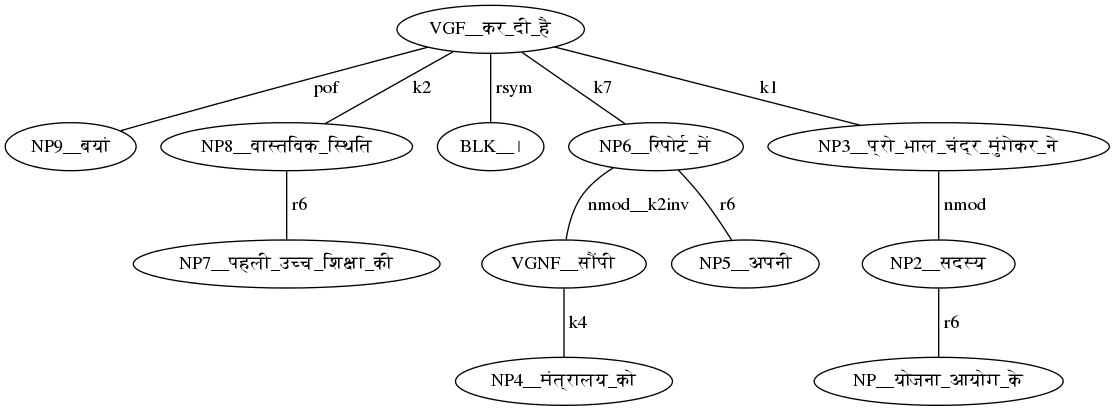 VGF__कर_दी_है
pof k2 rsym k7 k1
NP9__बयां NP8__वास्तविक_स्थिति BLK__। NP6__रिपोर्ट_में NP3__प्रो_भाल_चंद्र_मुंगेकर_ने
r6 nmod__k2inv r6 nmod
NP7__पहली_उच्च_शिक्षा_की VGNF__सौंपी NP5__अपनी NP2__सदस्य
k4 r6
NP4__मंत्रालय_को NP__योजना_आयोग_के